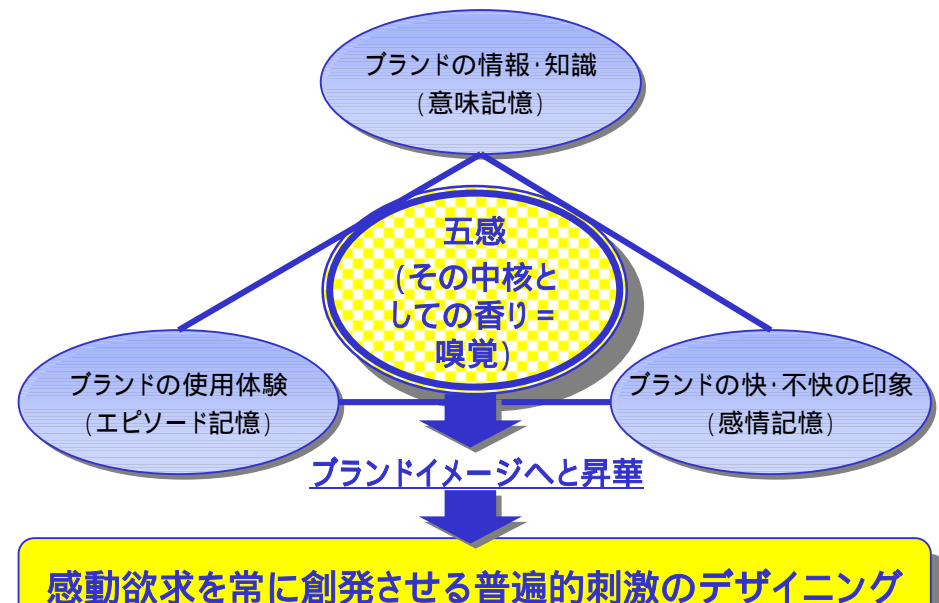 ブランドの情報・知識
(意味記憶)
五感
(その中核と
しての香り=
嗅覚)
ブランドの使用体験
(エピソード記憶)
ブランドの快・不快の印象
(感情記憶)
ブランドイメージへと昇華
感動欲求を常に創発させる普遍的刺激のデザイニング